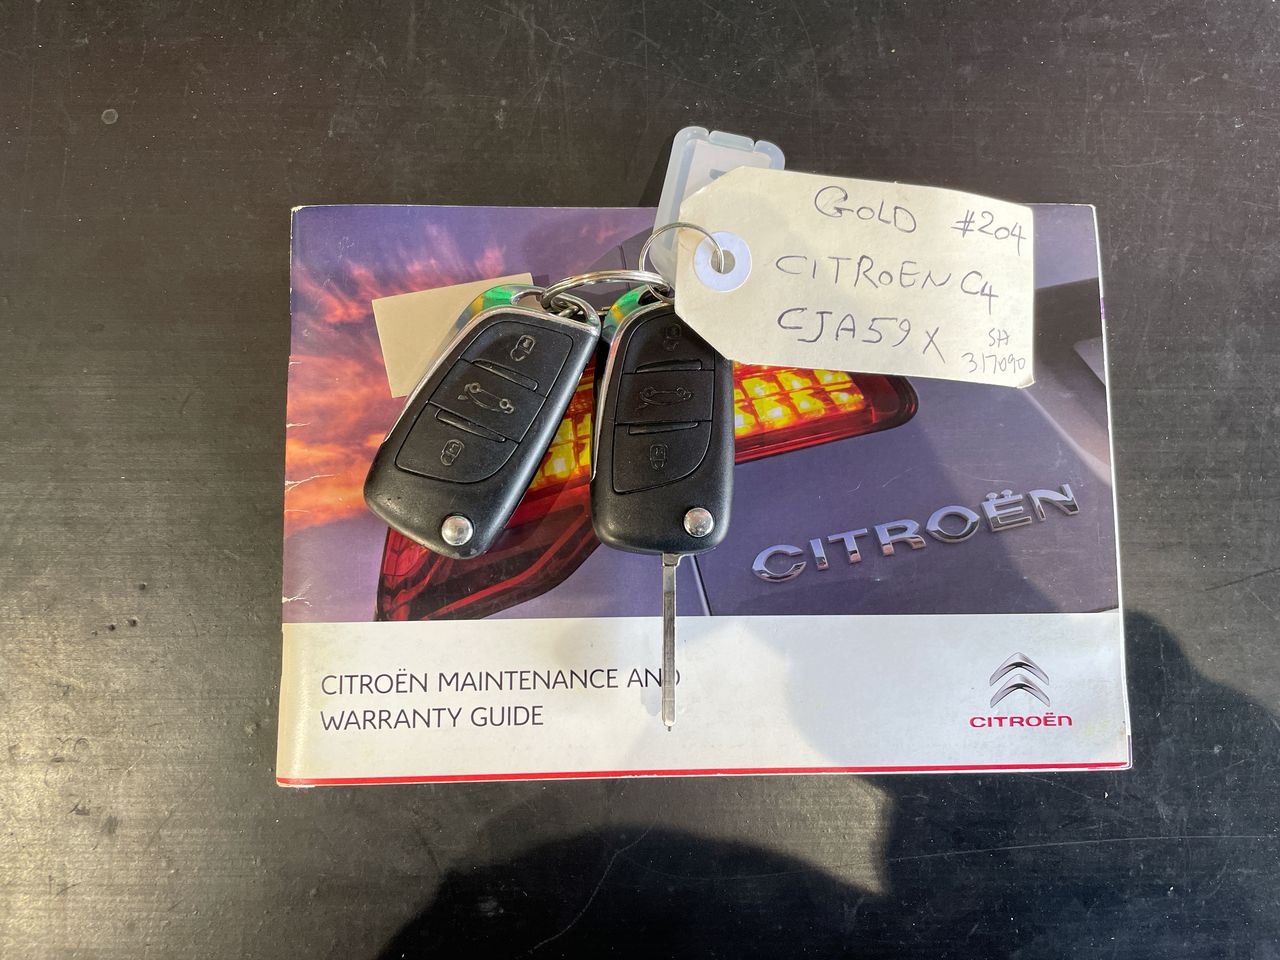 GOLD #204
CITROEN C4
CJA59X
SH
317090
CITROËN
CITROËN MAINTENANCE AND
WARRANTY GUIDE
CITROËN